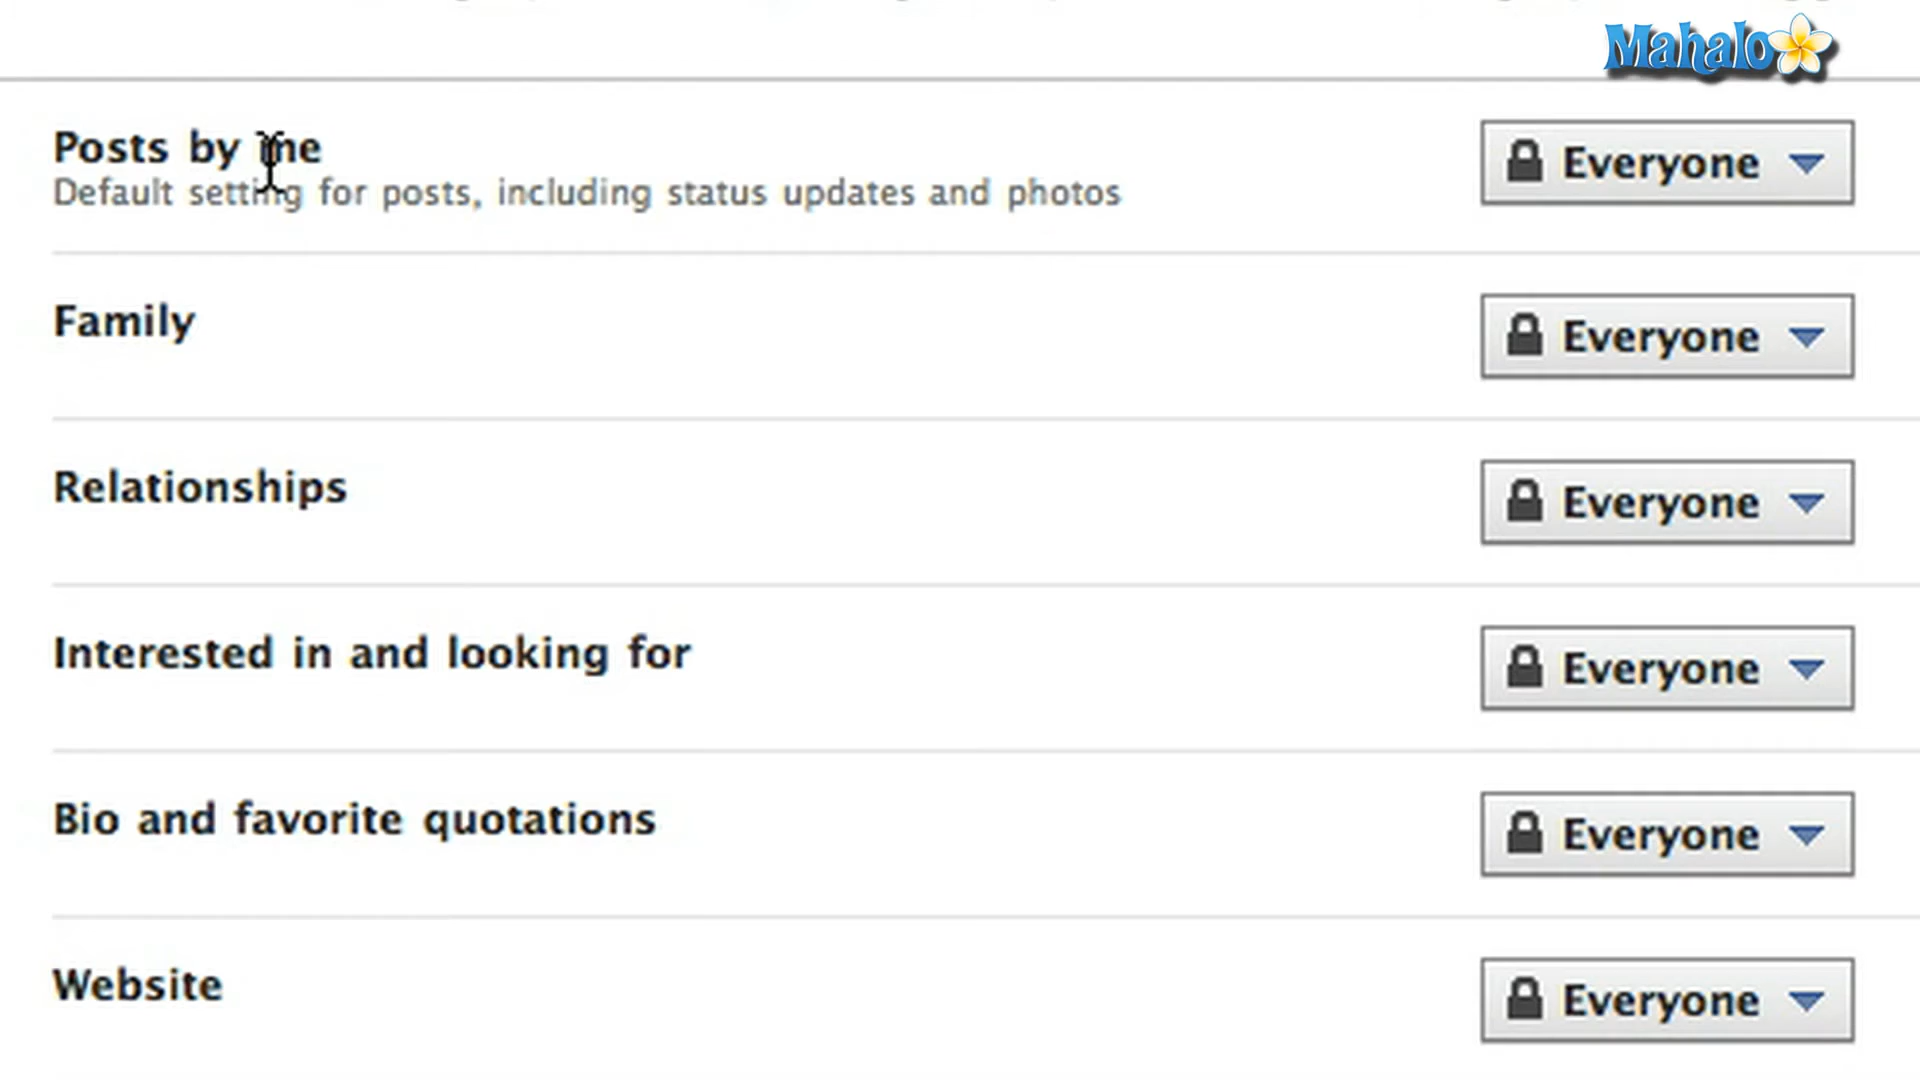 Mahalo
Posts by me
Default setting for posts, including status updates and photos
Everyone
Family
Everyone
Relationships
Everyone
Interested in and looking for
Everyone
Bio and favorite quotations
Everyone
Website
Everyone